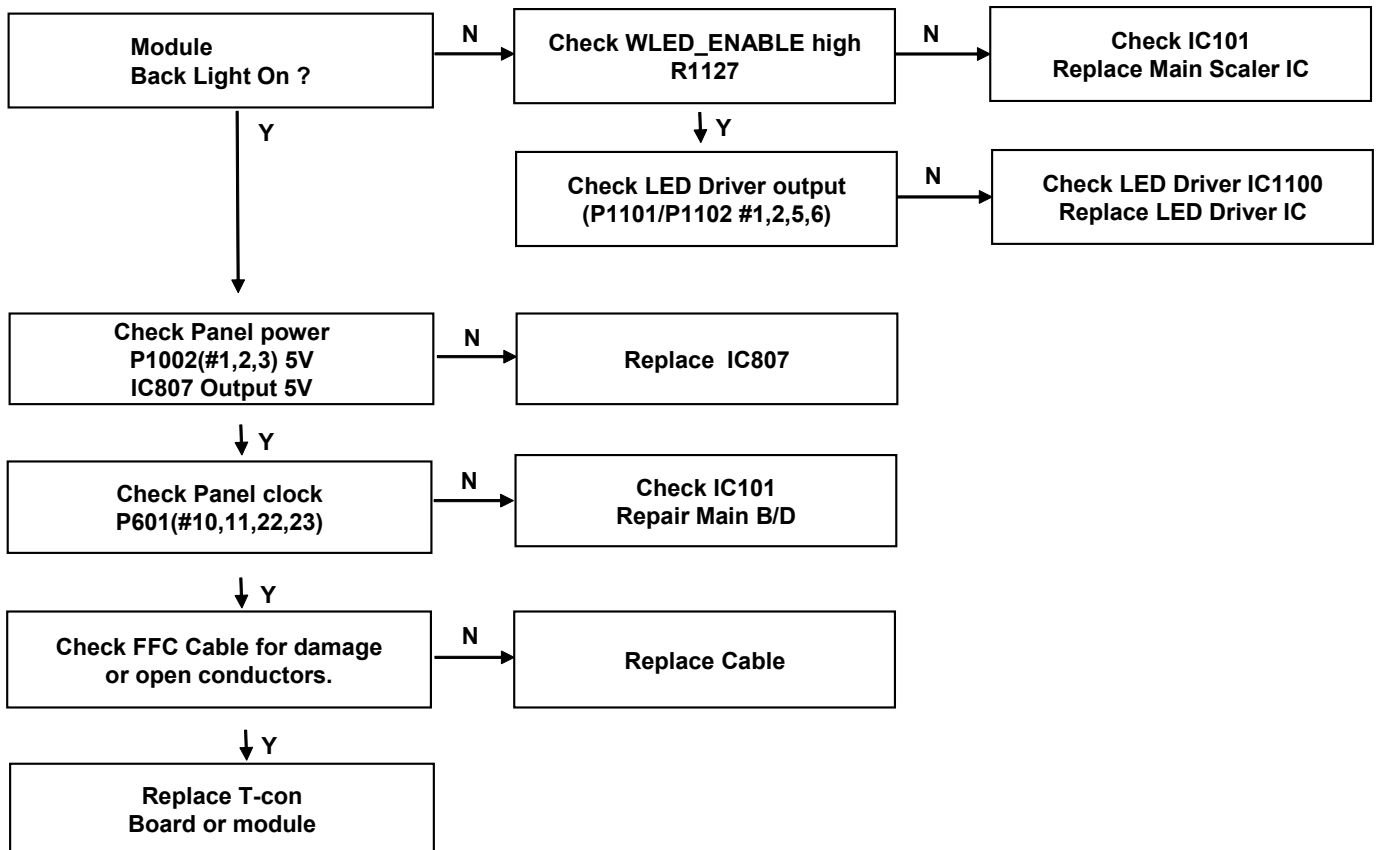 Module
Back Light On ?
N
Check WLED_ENABLE high
R1127
N
Check IC101
Replace Main Scaler IC
Y
Y
Check LED Driver output
(P1101/P1102 #1,2,5,6)
N
Check LED Driver IC1100
Replace LED Driver IC
Check Panel power
P1002(#1,2,3) 5V
IC807 Output 5V
N
Replace IC807
Y
Check Panel clock
P601(#10,11,22,23)
N
Check IC101
Repair Main B/D
Y
Check FFC Cable for damage
or open conductors.
N
Replace Cable
Y
Replace T-con
Board or module